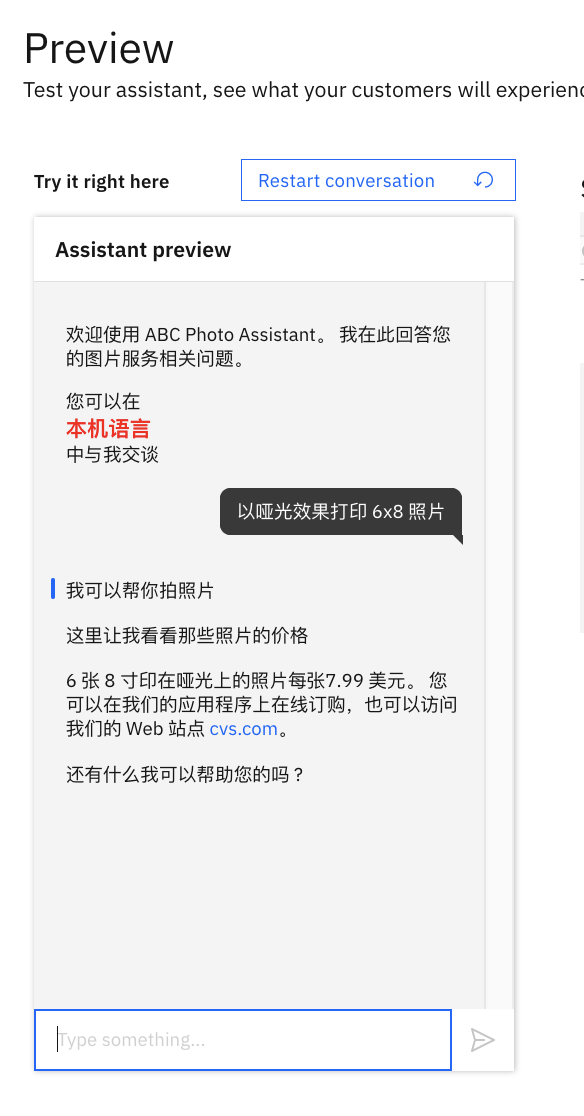 Preview
Test your assistant, see what your customers will
Try it right here
Restart conversation
Assistant preview
欢迎使用 ABC Photo Assistant。 我在此回答您
的图片服务相关问题。
您可以在
本机语言
中与我交谈
以哑光效果打印 6x8 照片
我可以帮你拍照片
这里让我看看那些照片的价格
6 张 8 寸印在哑光上的照片每张7.99 美元。 您
可以在我们的应用程序上在线订购，也可以访问
我们的 Web 站点 cvs.com。
还有什么我可以帮助您的吗？
Type something...